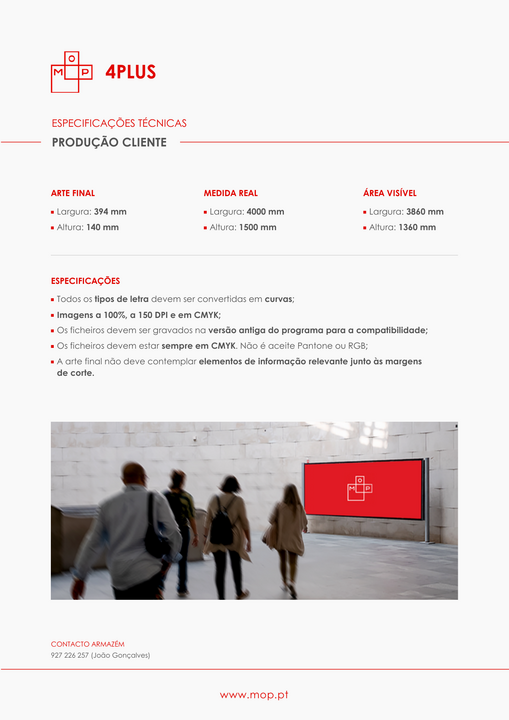 MOP
4PLUS
ESPECIFICAÇÕES TÉCNICAS
PRODUÇÃO CLIENTE
ARTE FINAL
Largura: 394 mm
Altura: 140 mm
MEDIDA REAL
Largura: 4000 mm
Altura: 1500 mm
ÁREA VISÍVEL
Largura: 3860 mm
Altura: 1360 mm
ESPECIFICAÇÕES
Todos os tipos de letra devem ser convertidas em curvas;
Imagens a 100%, a 150 DPI e em CMYK;
Os ficheiros devem ser gravados na versão antiga do programa para a compatibilidade;
Os ficheiros devem estar sempre em CMYK. Não é aceite Pantone ou RGB;
A arte final não deve contemplar elementos de informação relevante junto às margens
de corte.
MOP
CONTACTO ARMAZÉM
927 226 257 (João Gonçalves)
www.mop.pt